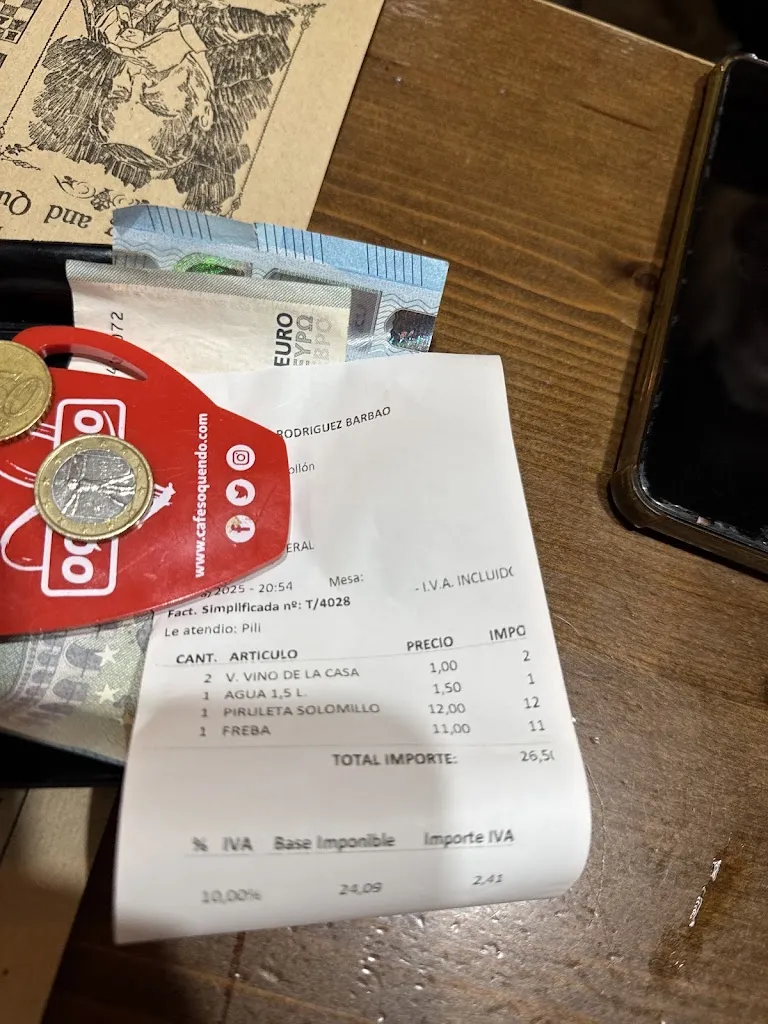 and Qu
072
EURO
ΕΥΡΩ
ЕВРО
50
www.cafesoquendo.com
RODRIGUEZ BARBAO
ollón
ERAL
2025 - 20:54 Mesa: - I.V.A. INCLUID
Fact. Simplificada nº: T/4028
Le atendio: Pili
CANT. ARTICULO PRECIO IMPO
2 V. VINO DE LA CASA 1,00 2
1 AGUA 1,5 L. 1,50 1
1 PIRULETA SOLOMILLO 12,00 12
1 FREBA 11,00 11
TOTAL IMPORTE: 26,5
% IVA Base Imponible Importe IVA
10,00% 24,09 2,41